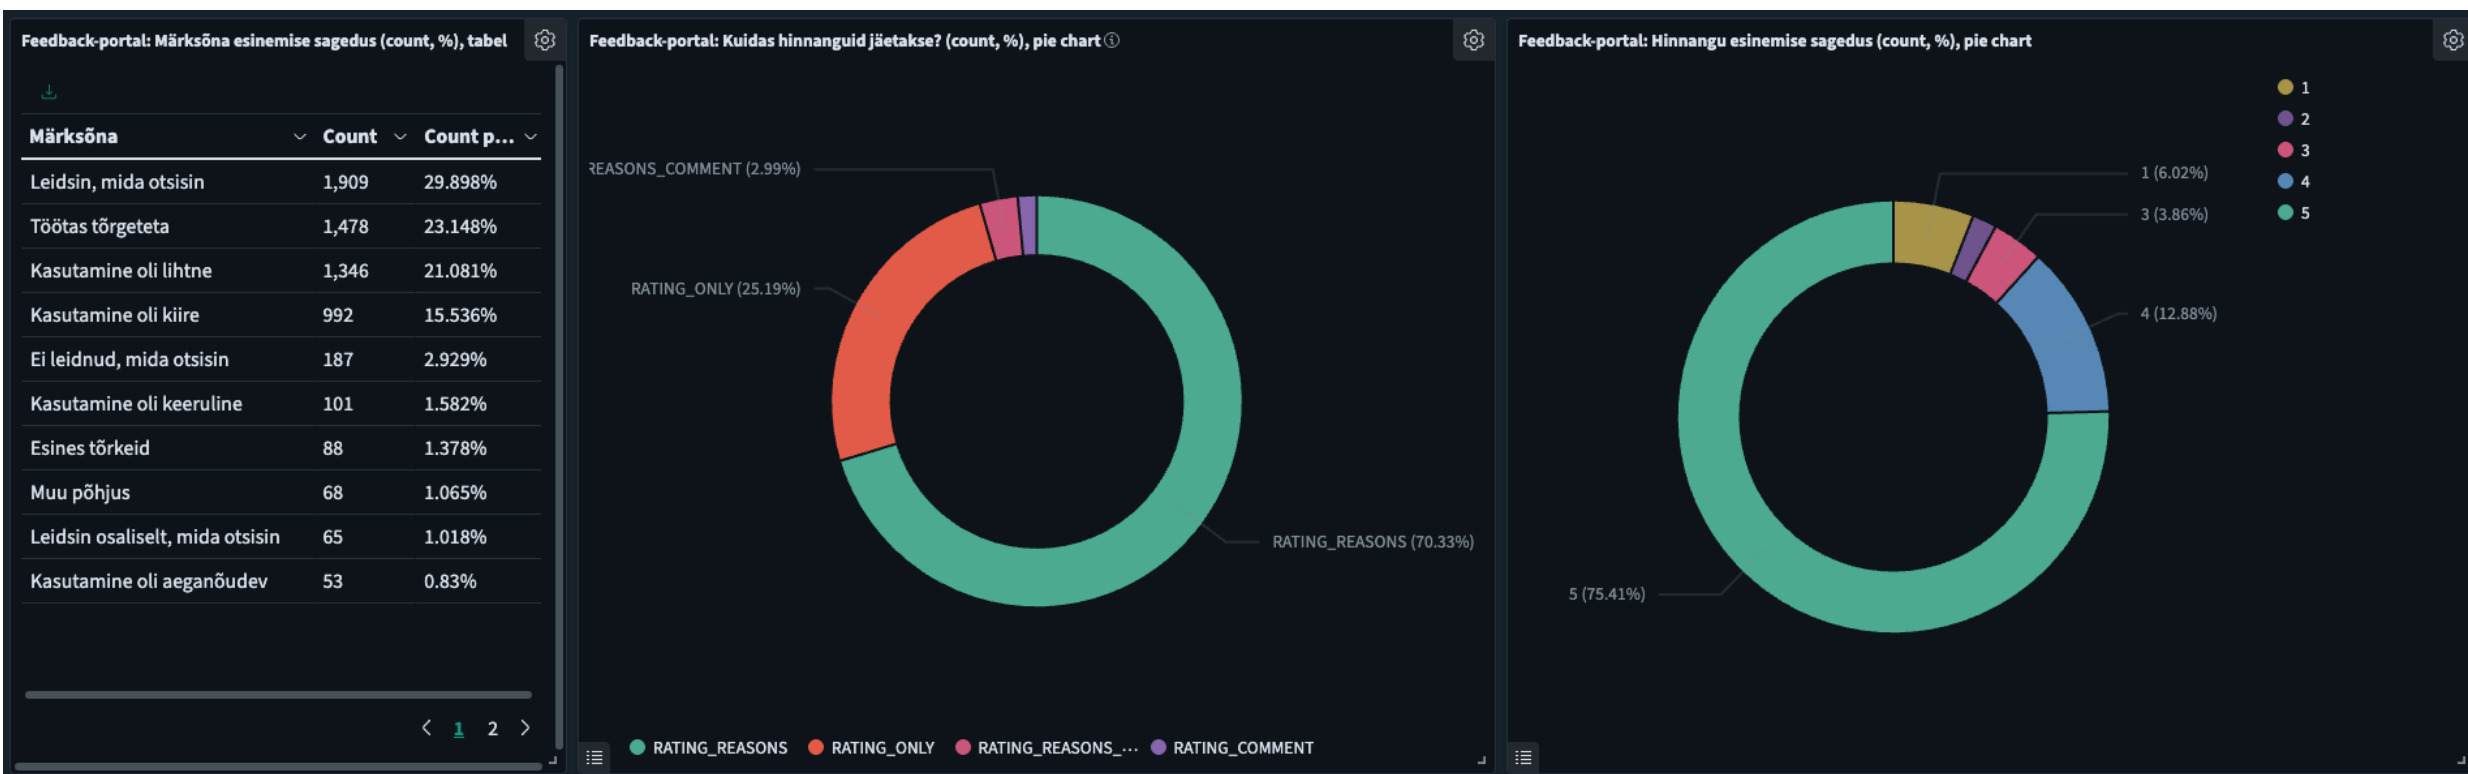 Feedback-portal: Märksõna esinemise sagedus (count, %), tabel
Märksõna Count Count p...
Leidsin, mida otsisin 1,909 29.898%
Töötas tõrgeteta 1,478 23.148%
Kasutamine oli lihtne 1,346 21.081%
Kasutamine oli kiire 992 15.536%
Ei leidnud, mida otsisin 187 2.929%
Kasutamine oli keeruline 101 1.582%
Esines tõrkeid 88 1.378%
Muu põhjus 68 1.065%
Leidsin osaliselt, mida otsisin 65 1.018%
Kasutamine oli aeganõudev 53 0.83%
1 2
Feedback-portal: Kuidas hinnanguid jäetakse? (count, %), pie chart
REASONS_COMMENT (2.99%)
RATING_ONLY (25.19%)
RATING_REASONS (70.33%)
RATING_REASONS RATING_ONLY RATING_REASONS_... RATING_COMMENT
Feedback-portal: Hinnangu esinemise sagedus (count, %), pie chart
1
2
3
4
5
1 (6.02%)
3 (3.86%)
4 (12.88%)
5 (75.41%)